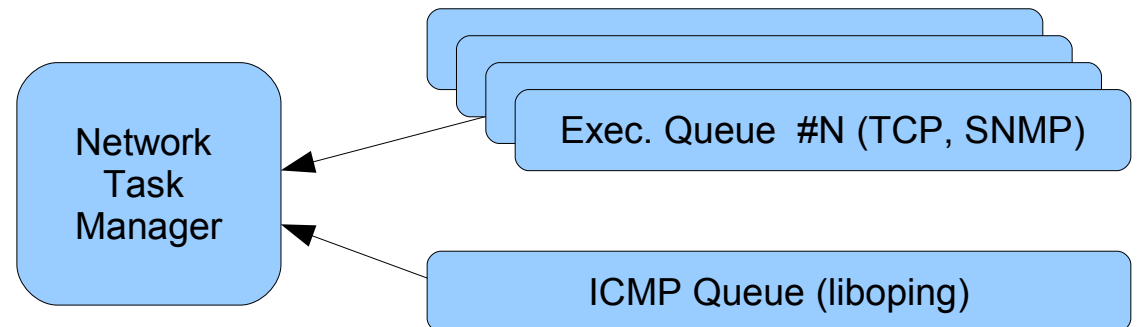 Network
Task
Manager
Exec. Queue #N (TCP, SNMP)
ICMP Queue (liboping)